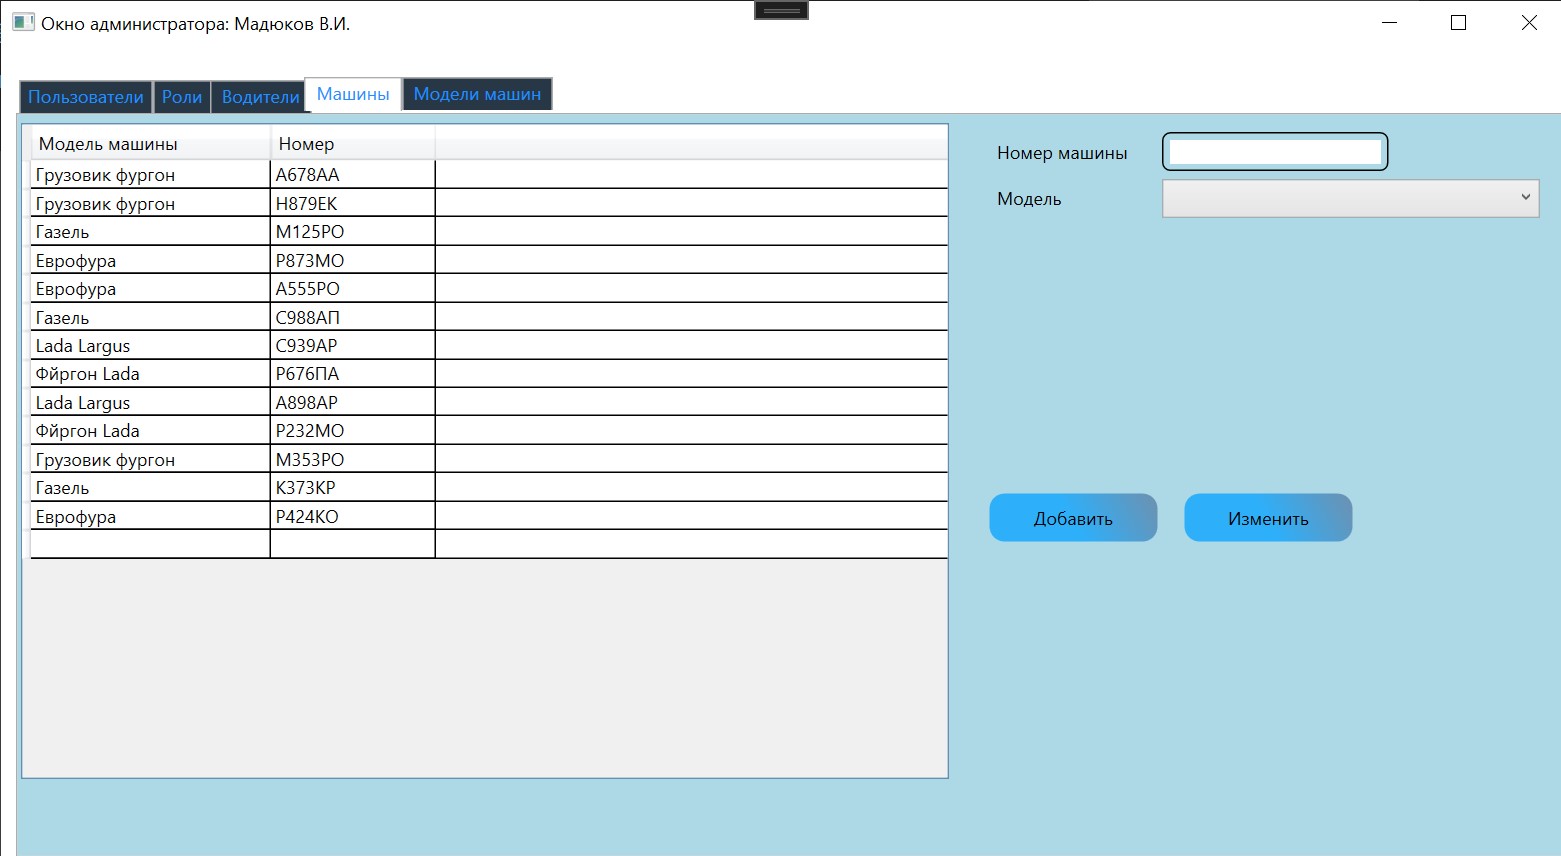 Окно администратора: Мадюков В.И.
Пользователи Роли Водители Машины Модели машин
Модель машины Номер
Грузовик фургон А678АА
Грузовик фургон Н879ЕК
Газель М125РО
Еврофура Р873МО
Еврофура А555РО
Газель С988АП
Lada Largus С939АР
Фйргон Lada Р676ПА
Lada Largus А898АР
Фйргон Lada Р232МО
Грузовик фургон М353РО
Газель К373КР
Еврофура Р424КО
Номер машины
Модель
Добавить Изменить